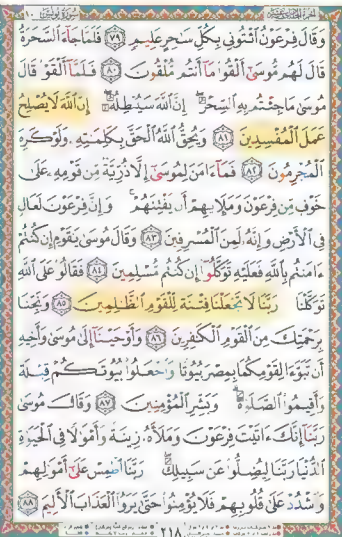 سورة يونس
وَقَالَ فِرْعَوْنُ ٱئْتُونِى بِكُلِّ سَٰحِرٍ عَلِيمٍ ٧٩ فَلَمَّا جَآءَ ٱلسَّحَرَةُ
قَالَ لَهُم مُّوسَىٰٓ أَلْقُوا۟ مَآ أَنتُم مُّلْقُونَ ٨٠ فَلَمَّآ أَلْقَوْا۟ قَالَ
مُوسَىٰ مَا جِئْتُم بِهِ ٱلسِّحْرُ ۖ إِنَّ ٱللَّهَ سَيُبْطِلُهُۥٓ ۖ إِنَّ ٱللَّهَ لَا يُصْلِحُ
عَمَلَ ٱلْمُفْسِدِينَ ٨١ وَيُحِقُّ ٱللَّهُ ٱلْحَقَّ بِكَلِمَٰتِهِۦ وَلَوْ كَرِهَ
ٱلْمُجْرِمُونَ ٨٢ فَمَآ ءَامَنَ لِمُوسَىٰٓ إِلَّا ذُرِّيَّةٌ مِّن قَوْمِهِۦ عَلَىٰ
خَوْفٍ مِّن فِرْعَوْنَ وَمَلَإِي۟هِمْ أَن يَفْتِنَهُمْ ۚ وَإِنَّ فِرْعَوْنَ لَعَالٍ
فِى ٱلْأَرْضِ وَإِنَّهُۥ لَمِنَ ٱلْمُسْرِفِينَ ٨٣ وَقَالَ مُوسَىٰ يَٰقَوْمِ إِن كُنتُمْ
ءَامَنتُم بِٱللَّهِ فَعَلَيْهِ تَوَكَّلُوٓا۟ إِن كُنتُم مُّسْلِمِينَ ٨٤ فَقَالُوا۟ عَلَى ٱللَّهِ
تَوَكَّلْنَا رَبَّنَا لَا تَجْعَلْنَا فِتْنَةً لِّلْقَوْمِ ٱلظَّٰلِمِينَ ٨٥ وَنَجِّنَا
بِرَحْمَتِكَ مِنَ ٱلْقَوْمِ ٱلْكَٰفِرِينَ ٨٦ وَأَوْحَيْنَآ إِلَىٰ مُوسَىٰ وَأَخِيهِ
أَن تَبَوَّءَا لِقَوْمِكُمَا بِمِصْرَ بُيُوتًا وَٱجْعَلُوا۟ بُيُوتَكُمْ قِبْلَةً
وَأَقِيمُوا۟ ٱلصَّلَوٰةَ ۗ وَبَشِّرِ ٱلْمُؤْمِنِينَ ٨٧ وَقَالَ مُوسَىٰ
رَبَّنَآ إِنَّكَ ءَاتَيْتَ فِرْعَوْنَ وَمَلَأَهُۥ زِينَةً وَأَمْوَٰلًا فِى ٱلْحَيَوٰةِ
ٱلدُّنْيَا رَبَّنَا لِيُضِلُّوا۟ عَن سَبِيلِكَ ۖ رَبَّنَا ٱطْمِسْ عَلَىٰٓ أَمْوَٰلِهِمْ
وَٱشْدُدْ عَلَىٰ قُلُوبِهِمْ فَلَا يُؤْمِنُوا۟ حَتَّىٰ يَرَوُا۟ ٱلْعَذَابَ ٱلْأَلِيمَ ٨٨
٢١٨